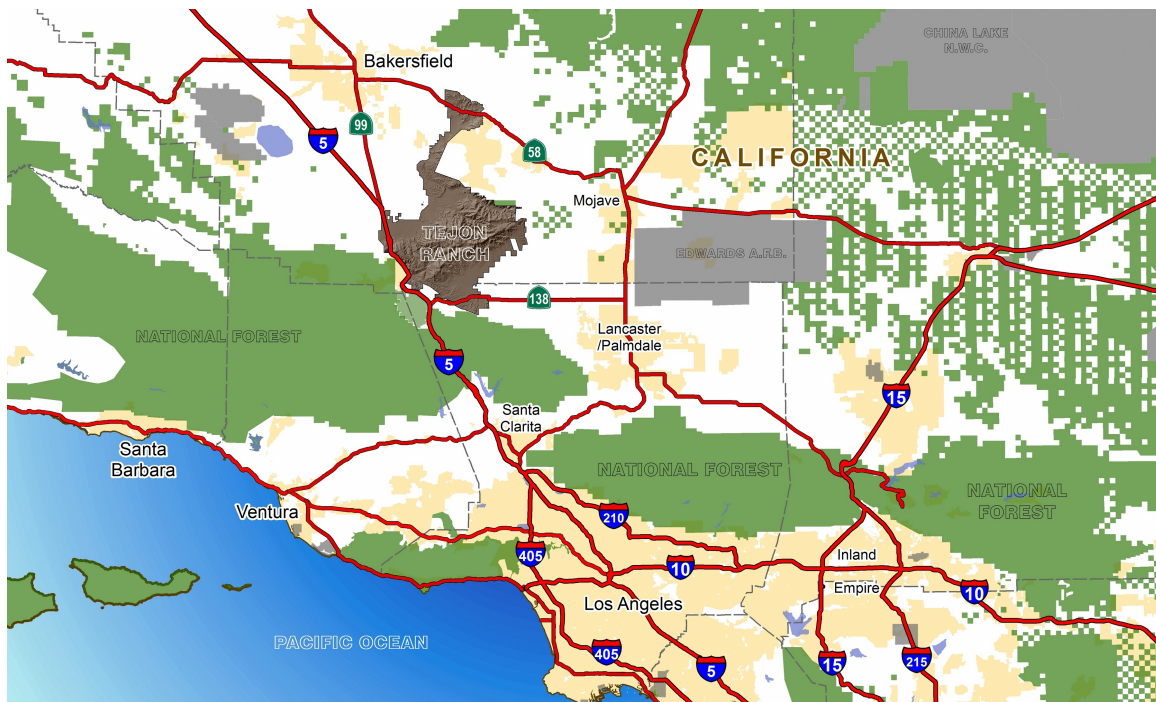 CHINA LAKE
N.W.C.
Bakersfield
99
5
58
CALIFORNIA
Mojave
TEJON
RANCH
EDWARDS A.F.B.
138
NATIONAL FOREST
Lancaster
/Palmdale
5
15
Santa
Clarita
Santa
Barbara
NATIONAL FOREST
NATIONAL
FOREST
Ventura
210
405
10
Inland
Empire
10
Los Angeles
PACIFIC OCEAN
405
5
15
215